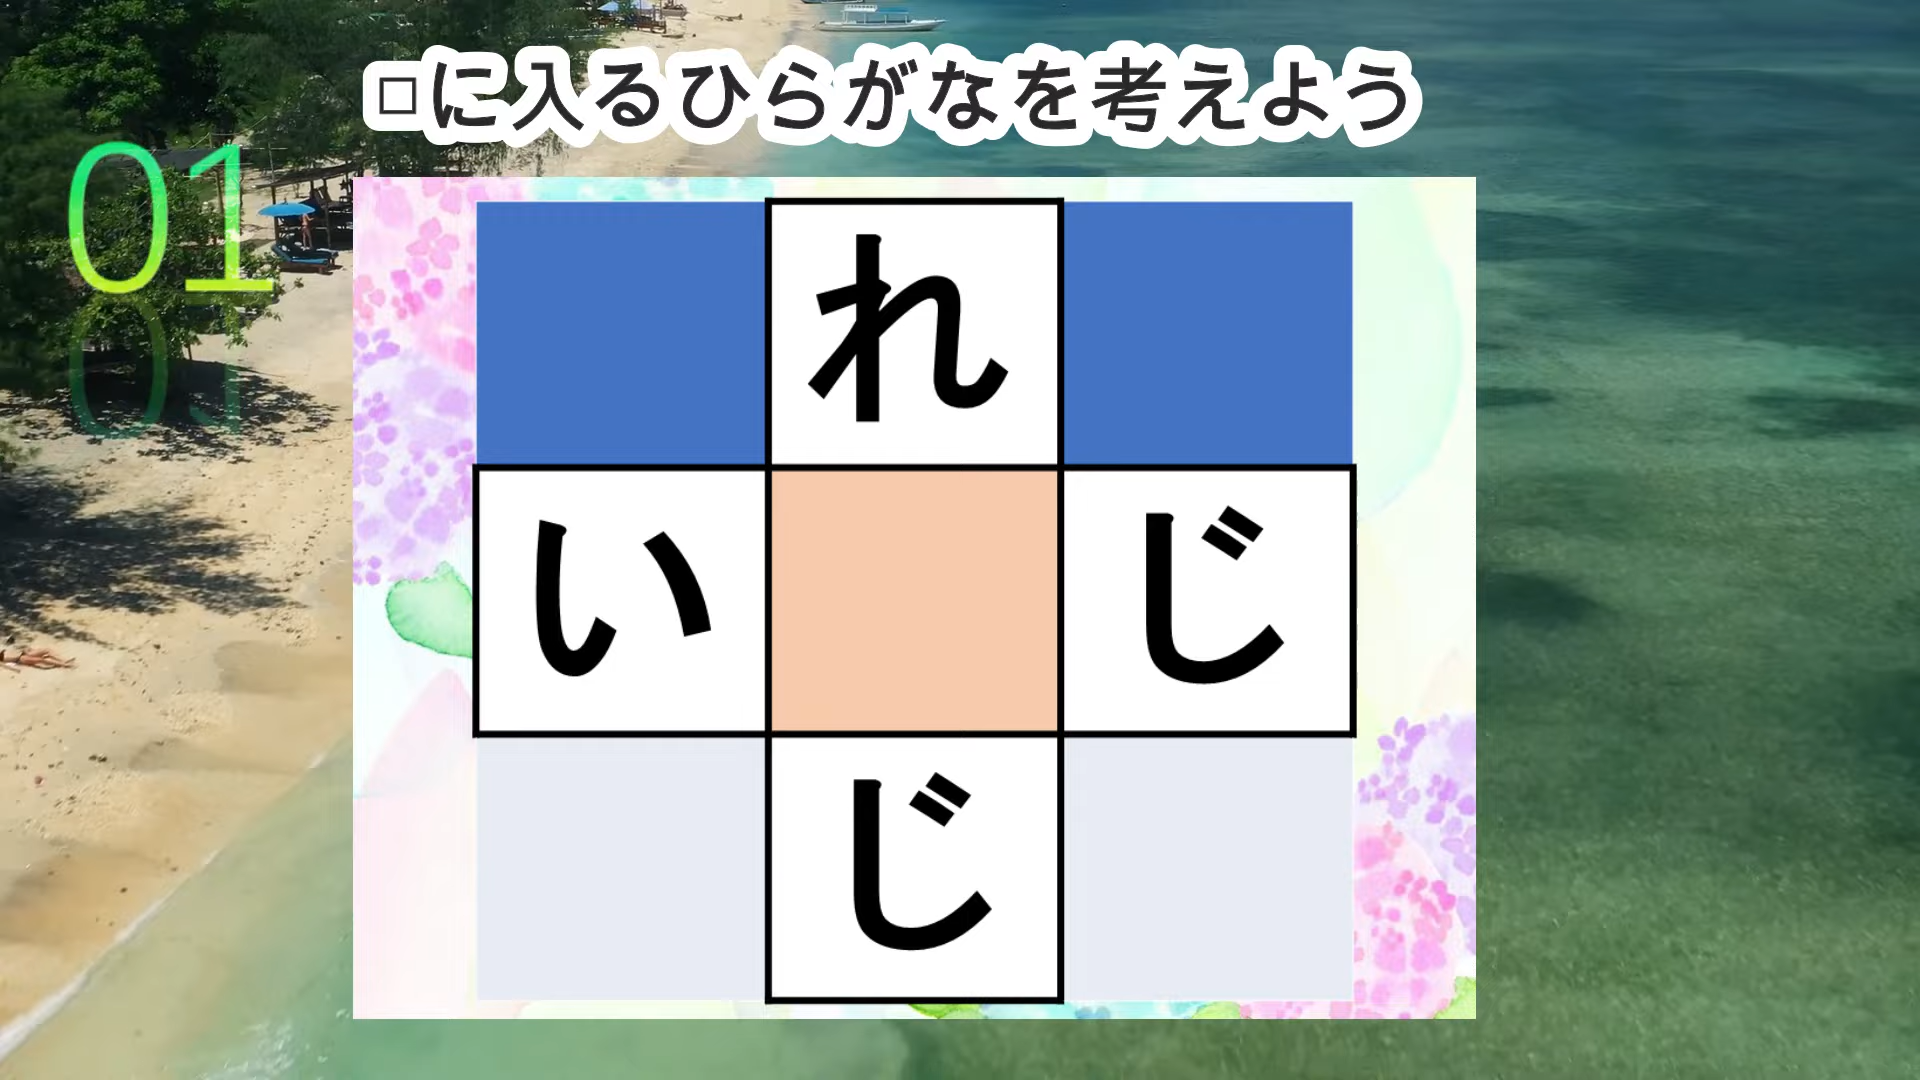 □に入るひらがなを考えよう
01
れ
い じ
じ